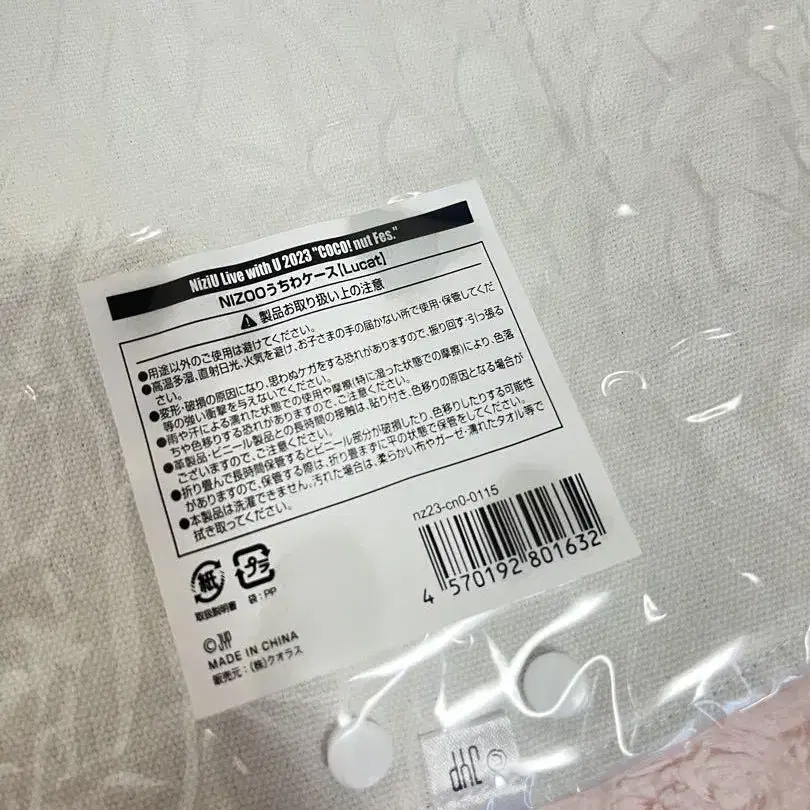 NiziU Live with U 2023 "COCO! nut Fes."
NIZOOうちわケース[Lucat]
⚠製品お取り扱い上の注意
●用途以外のご使用は避けてください。
●高温多湿、直射日光、火気を避け、お子さまの手の届かない所で使用・保管してくだ
さい。
●変形・破損の原因になり、思わぬケガをする恐れがありますので、振り回す・引っ張る
等の強い衝撃を与えないでください。
●雨や汗による濡れた状態での使用や摩擦(特に湿った状態での摩擦)により、色落
ちや色移りする恐れがありますので、ご注意ください。
●革製品・ビニール製品との長時間の接触は、貼り付き、色移りの原因となる場合が
ございますので、ご注意ください。
●折り畳んで長時間保管するとビニール部分が破損したり、色移りしたりする可能性
がありますので、保管する際は、折り畳まずに平の状態で保管をしてください。
●本製品は洗濯できません。汚れた場合は、柔らかい布やガーゼ・濡れたタオル等で
拭き取ってください。
nz23-cn0-0115
4 570192 801632
紙 プラ
取扱説明書 袋:PP
©JYP
MADE IN CHINA
販売元:(株)クオラス
©JYP